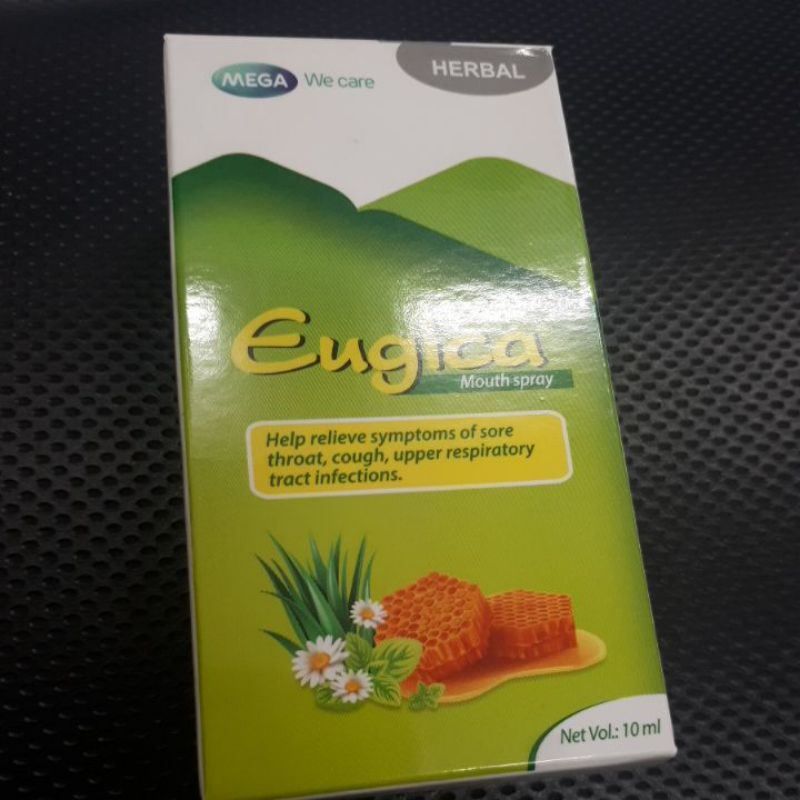 MEGA We care
HERBAL
Eugica
Mouth spray
Help relieve symptoms of sore
throat, cough, upper respiratory
tract infections.
Net Vol.: 10 ml